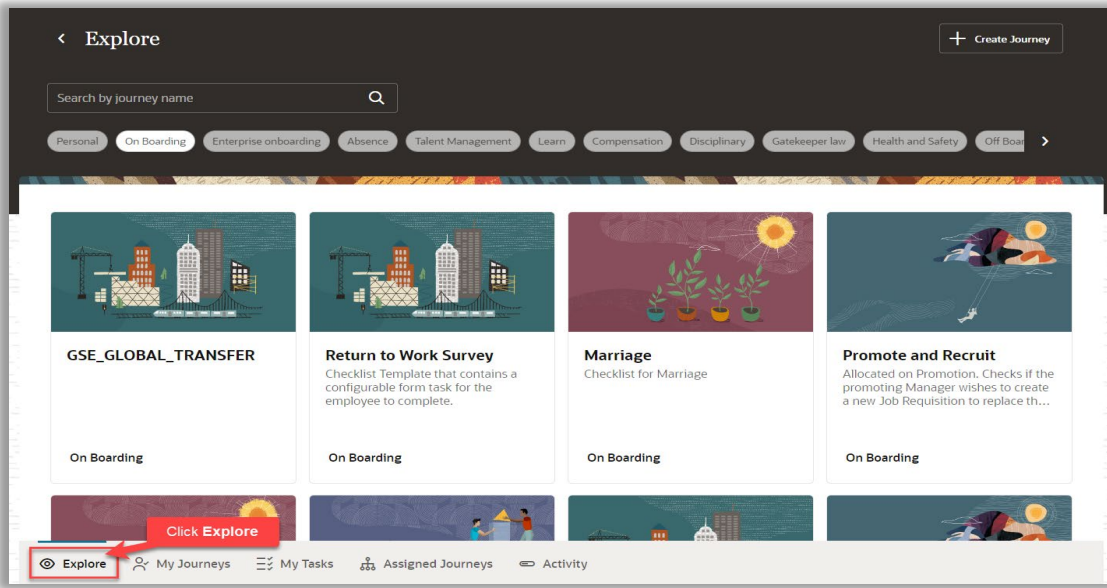 Explore
Create Journey
Search by journey name
Personal
On Boarding
Enterprise onboarding
Absence
Talent Management
Learn
Compensation
Disciplinary
Gatekeeper law
Health and Safety
Off Boar
GSE_GLOBAL_TRANSFER
On Boarding
Return to Work Survey
Checklist Template that contains a
configurable form task for the
employee to complete.
On Boarding
Marriage
Checklist for Marriage
On Boarding
Promote and Recruit
Allocated on Promotion. Checks if the
promoting Manager wishes to create
a new Job Requisition to replace th...
On Boarding
Click Explore
Explore
My Journeys
My Tasks
Assigned Journeys
Activity